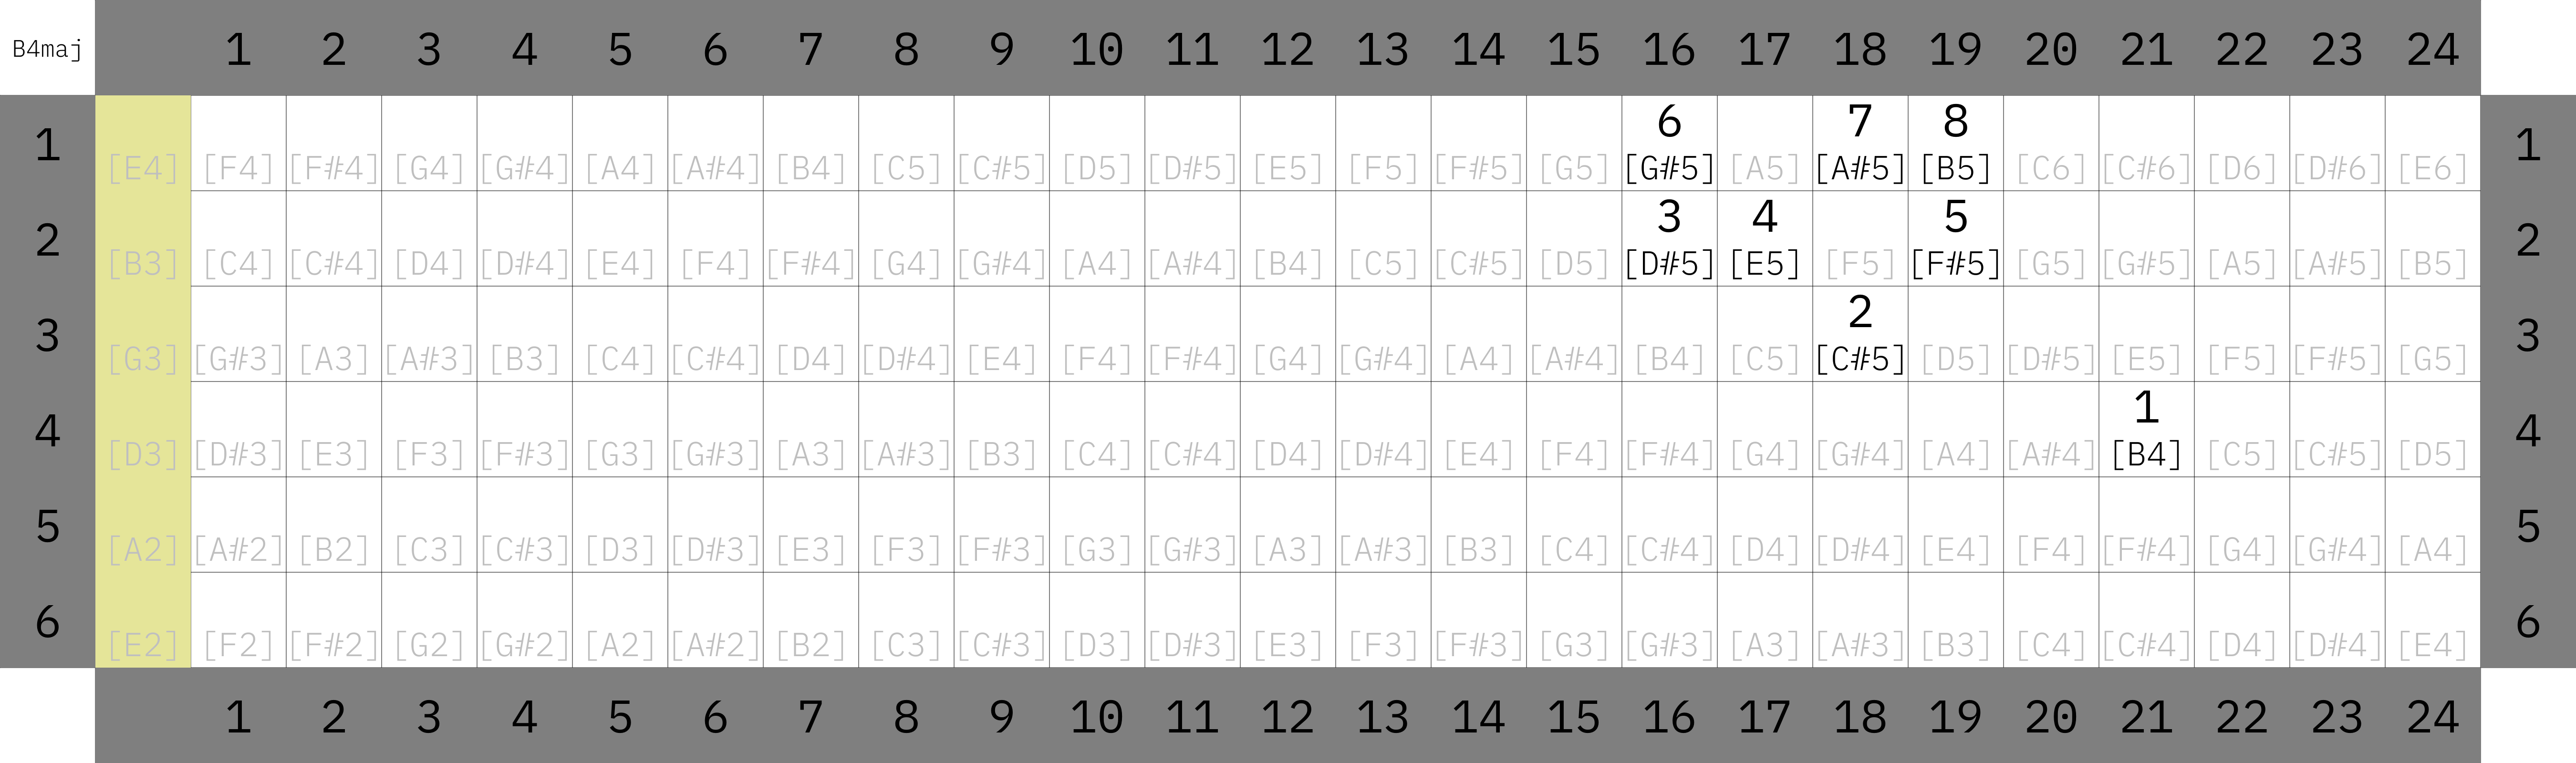 B4maj 1 2 3 4 5 6 7 8 9 10 11 12 13 14 15 16 17 18 19 20 21 22 23 24
6 7 8
1 [E4] [F4] [F#4] [G4] [G#4] [A4] [A#4] [B4] [C5] [C#5] [D5] [D#5] [E5] [F5] [F#5] [G5] [G#5] [A5] [A#5] [B5] [C6] [C#6] [D6] [D#6] [E6] 1
3 4 5
2 [B3] [C4] [C#4] [D4] [D#4] [E4] [F4] [F#4] [G4] [G#4] [A4] [A#4] [B4] [C5] [C#5] [D5] [D#5] [E5] [F5] [F#5] [G5] [G#5] [A5] [A#5] [B5] 2
2
3 [G3] [G#3] [A3] [A#3] [B3] [C4] [C#4] [D4] [D#4] [E4] [F4] [F#4] [G4] [G#4] [A4] [A#4] [B4] [C5] [C#5] [D5] [D#5] [E5] [F5] [F#5] [G5] 3
1
4 [D3] [D#3] [E3] [F3] [F#3] [G3] [G#3] [A3] [A#3] [B3] [C4] [C#4] [D4] [D#4] [E4] [F4] [F#4] [G4] [G#4] [A4] [A#4] [B4] [C5] [C#5] [D5] 4
5 [A2] [A#2] [B2] [C3] [C#3] [D3] [D#3] [E3] [F3] [F#3] [G3] [G#3] [A3] [A#3] [B3] [C4] [C#4] [D4] [D#4] [E4] [F4] [F#4] [G4] [G#4] [A4] 5
6 [E2] [F2] [F#2] [G2] [G#2] [A2] [A#2] [B2] [C3] [C#3] [D3] [D#3] [E3] [F3] [F#3] [G3] [G#3] [A3] [A#3] [B3] [C4] [C#4] [D4] [D#4] [E4] 6
1 2 3 4 5 6 7 8 9 10 11 12 13 14 15 16 17 18 19 20 21 22 23 24